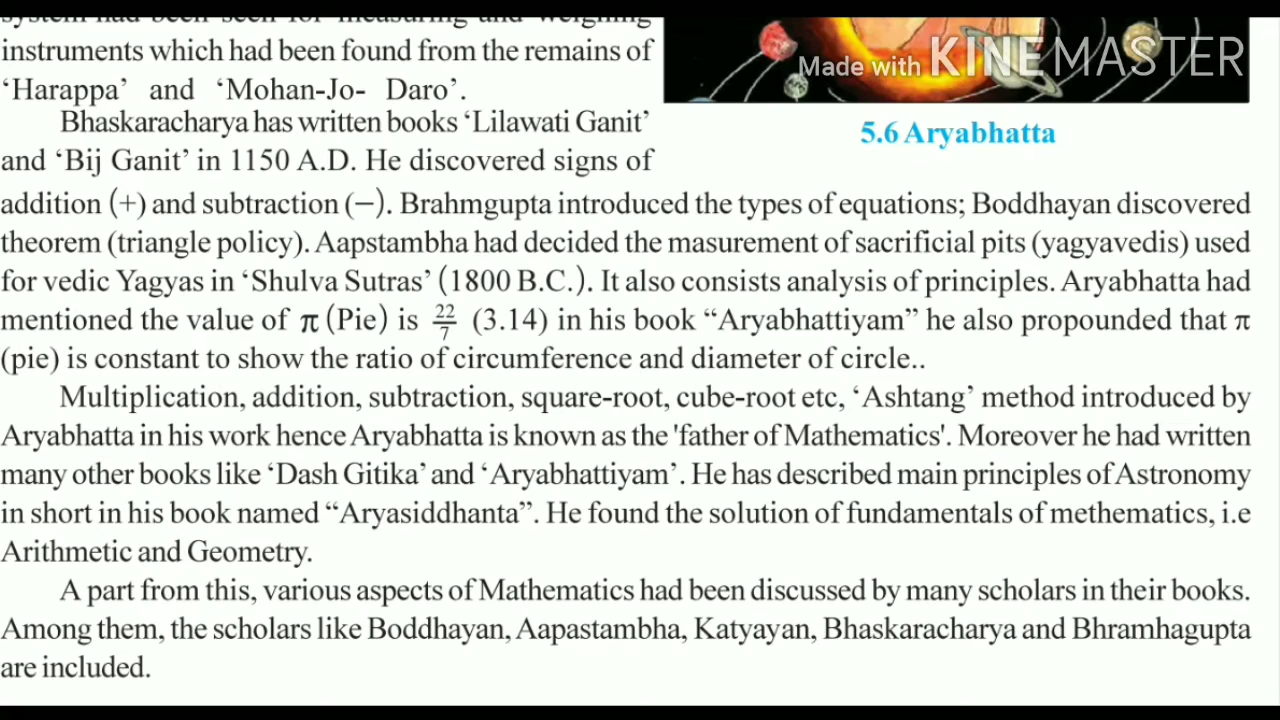 system had been seen for measuring and weighing
instruments which had been found from the remains of
‘Harappa’ and ‘Mohan-Jo- Daro’.
Made with KINEMASTER
5.6 Aryabhatta
Bhaskaracharya has written books ‘Lilawati Ganit’
and ‘Bij Ganit’ in 1150 A.D. He discovered signs of
addition (+) and subtraction (−). Brahmgupta introduced the types of equations; Boddhayan discovered
theorem (triangle policy). Aapstambha had decided the masurement of sacrificial pits (yagyavedis) used
for vedic Yagyas in ‘Shulva Sutras’ (1800 B.C.). It also consists analysis of principles. Aryabhatta had
mentioned the value of π (Pie) is 22/7 (3.14) in his book “Aryabhattiyam” he also propounded that π
(pie) is constant to show the ratio of circumference and diameter of circle..
Multiplication, addition, subtraction, square-root, cube-root etc, ‘Ashtang’ method introduced by
Aryabhatta in his work hence Aryabhatta is known as the 'father of Mathematics'. Moreover he had written
many other books like ‘Dash Gitika’ and ‘Aryabhattiyam’. He has described main principles of Astronomy
in short in his book named “Aryasiddhanta”. He found the solution of fundamentals of methematics, i.e
Arithmetic and Geometry.
A part from this, various aspects of Mathematics had been discussed by many scholars in their books.
Among them, the scholars like Boddhayan, Aapastambha, Katyayan, Bhaskaracharya and Bhramhagupta
are included.